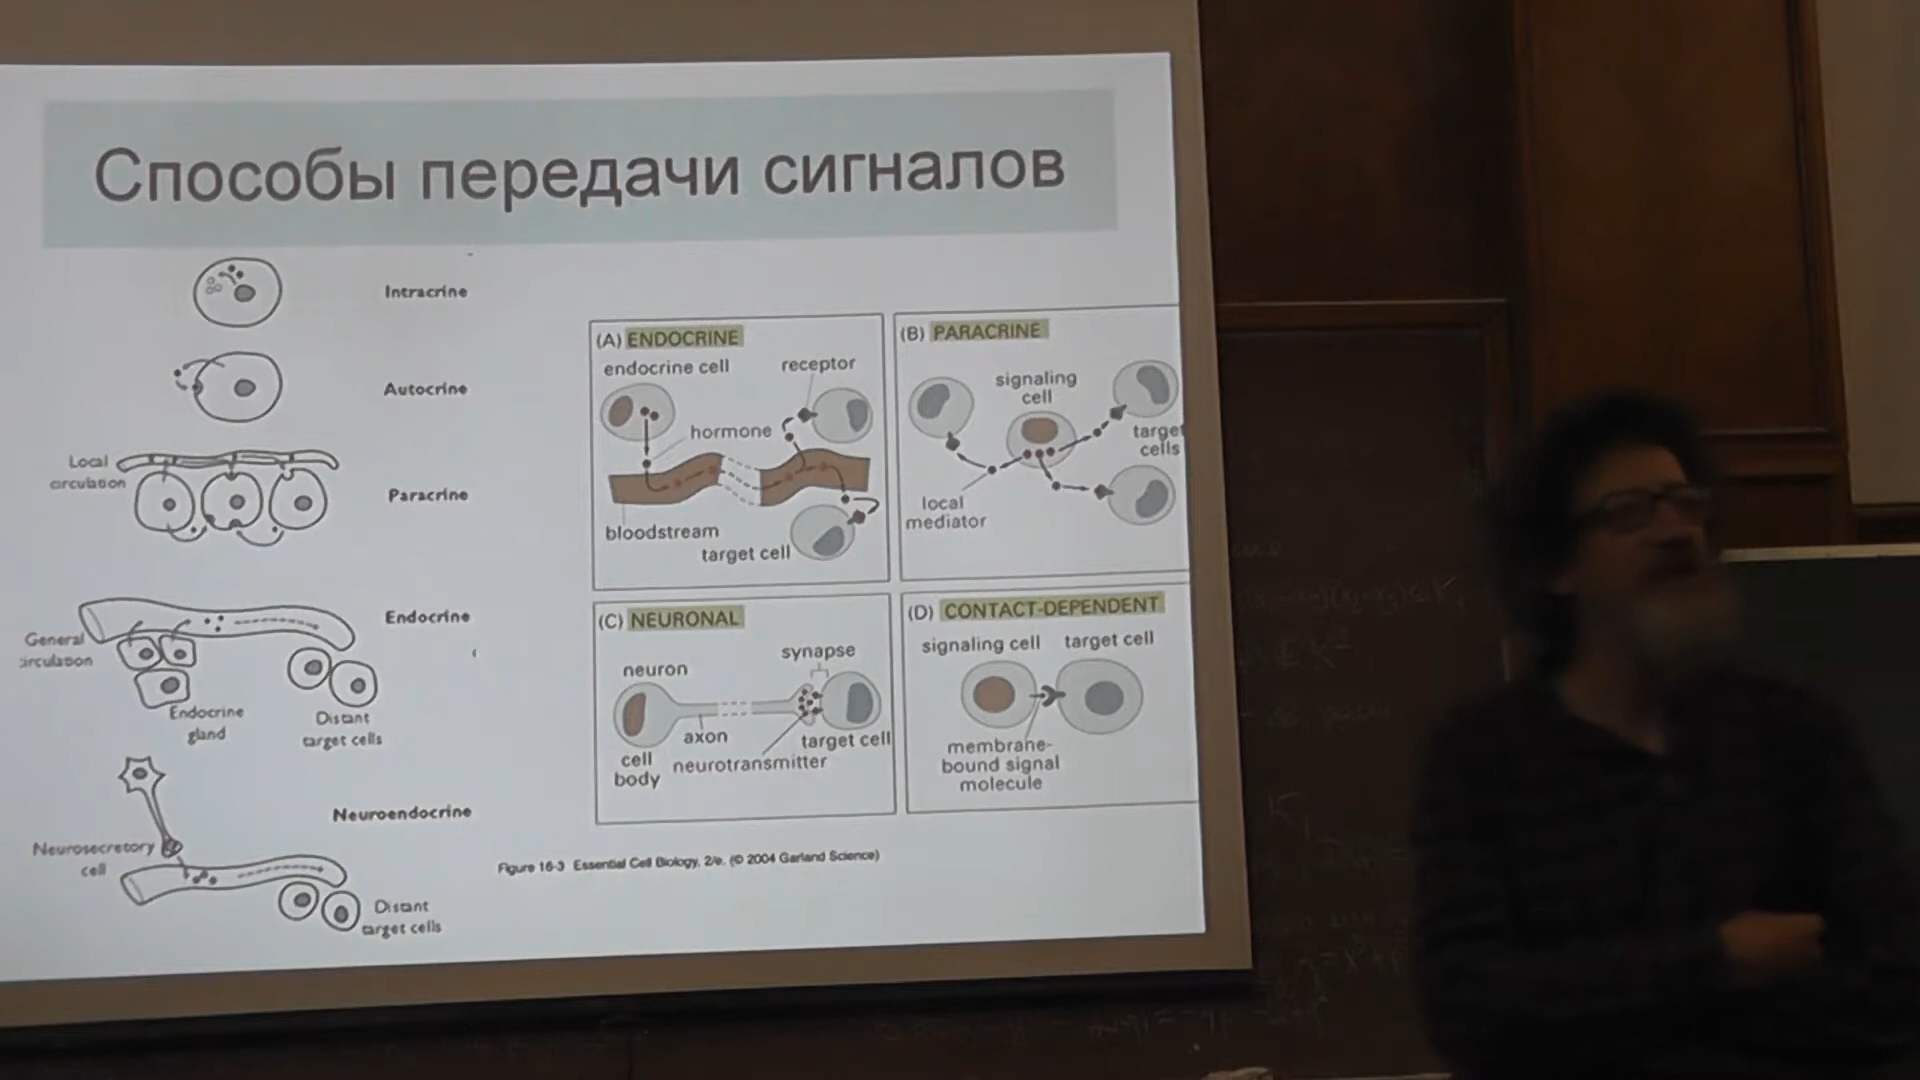 Способы передачи сигналов
Intracrine
Autocrine
Local
circulation
Paracrine
General
circulation
Endocrine
Endocrine
gland
Distant
target cells
Neuroendocrine
Neurosecretory
cell
Distant
target cells
(A) ENDOCRINE
endocrine cell
receptor
hormone
bloodstream
target cell
(B) PARACRINE
signaling
cell
target
cells
local
mediator
(C) NEURONAL
neuron
synapse
axon
target cell
cell
body
neurotransmitter
(D) CONTACT-DEPENDENT
signaling cell
target cell
membrane-
bound signal
molecule
Figure 16-3 Essential Cell Biology, 2/e. (© 2004 Garland Science)